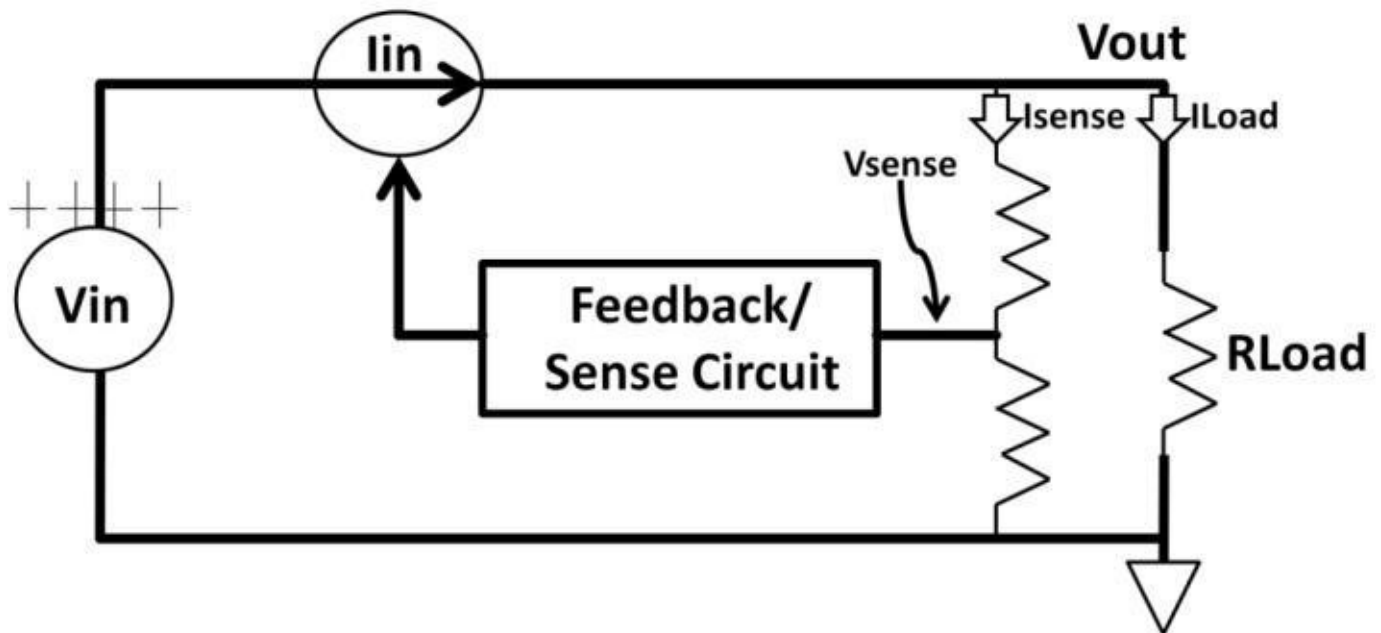 Iin
Vout
Isense
ILoad
Vsense
Vin
Feedback/
Sense Circuit
RLoad